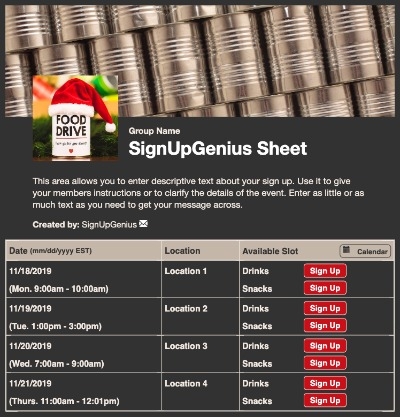 FOOD
DRIVE
Group Name
SignUpGenius Sheet
This area allows you to enter descriptive text about your sign up. Use it to give
your members instructions or to clarify the details of the event. Enter as little or as
much text as you need to get your message across.
Created by: SignUpGenius
Date (mm/dd/yyyy EST) Location Available Slot Calendar
11/18/2019 Location 1 Drinks Sign Up
(Mon. 9:00am - 10:00am) Snacks Sign Up
11/19/2019 Location 2 Drinks Sign Up
(Tue. 1:00pm - 3:00pm) Snacks Sign Up
11/20/2019 Location 3 Drinks Sign Up
(Wed. 7:00am - 9:00am) Snacks Sign Up
11/21/2019 Location 4 Drinks Sign Up
(Thurs. 11:00am - 12:01pm) Snacks Sign Up